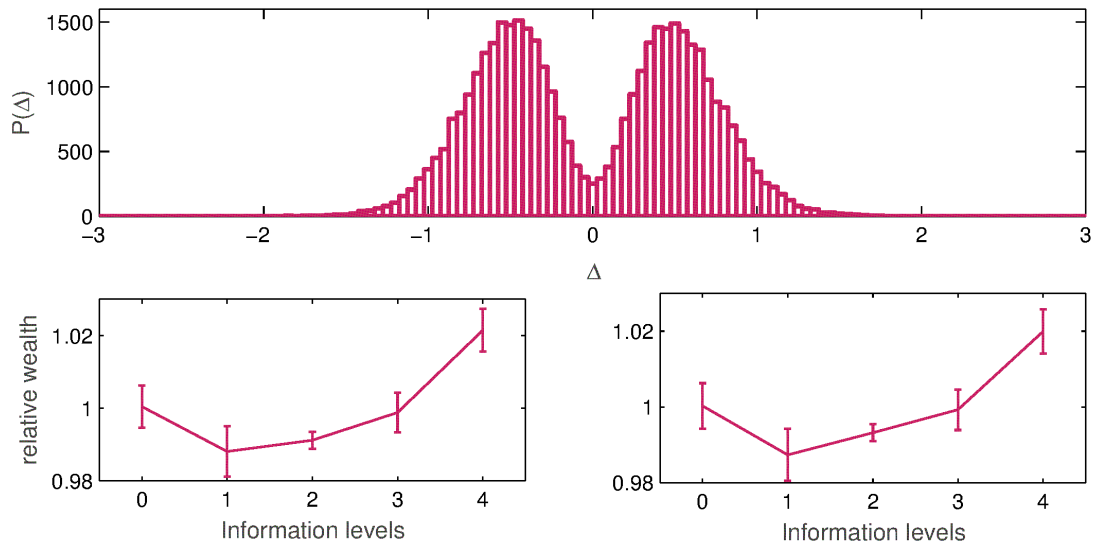 1500
1000
500
0
P(Δ)
−3 −2 −1 0 1 2 3
Δ
1.02
1
0.98
relative wealth
0 1 2 3 4
Information levels
1.02
1
0.98
0 1 2 3 4
Information levels